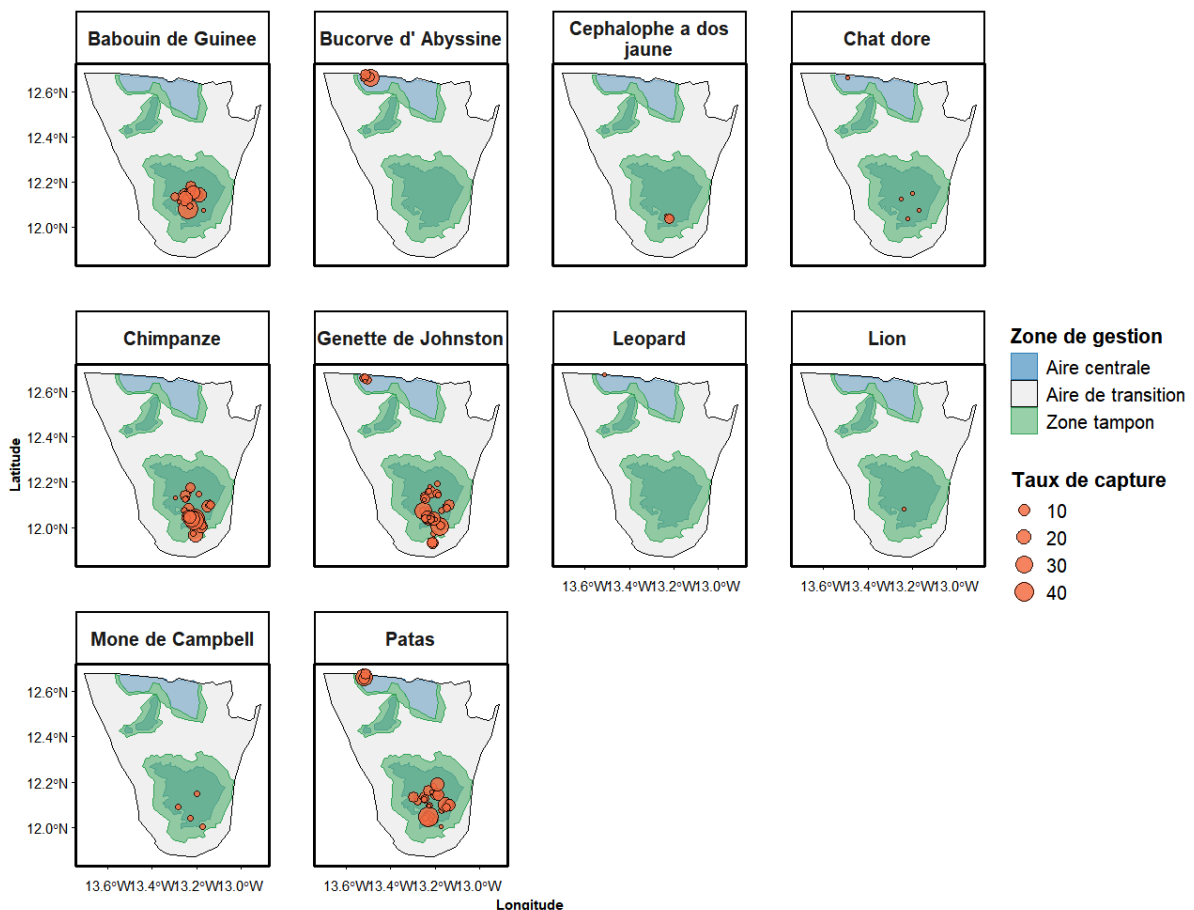 Babouin de Guinee
Bucorve d' Abyssine
Cephalophe a dos
jaune
Chat dore
12.6°N
12.4°N
12.2°N
12.0°N
Chimpanze
Genette de Johnston
Leopard
Lion
12.6°N
12.4°N
12.2°N
12.0°N
13.6°W13.4°W13.2°W13.0°W
13.6°W13.4°W13.2°W13.0°W
Mone de Campbell
Patas
12.6°N
12.4°N
12.2°N
12.0°N
13.6°W13.4°W13.2°W13.0°W
13.6°W13.4°W13.2°W13.0°W
Latitude
Longitude
Zone de gestion
Aire centrale
Aire de transition
Zone tampon
Taux de capture
10
20
30
40